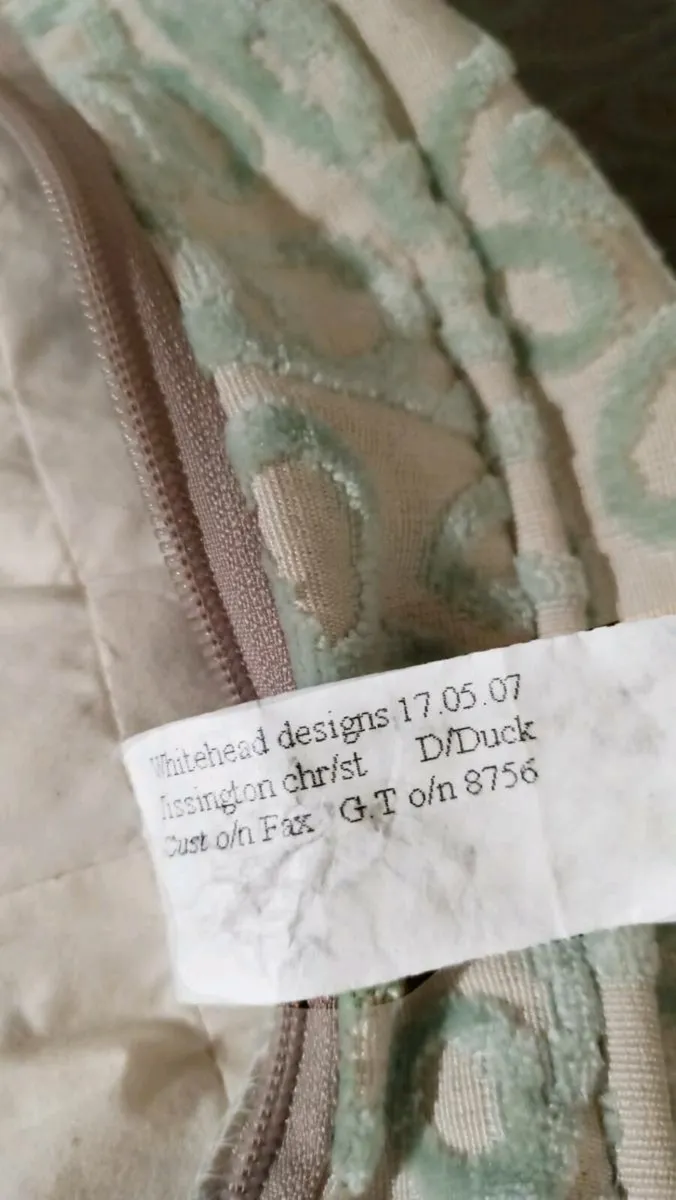 Whitehead designs 17.05.07
issington chr/st D/Duck
Cust o/n Fax G.T o/n 8756